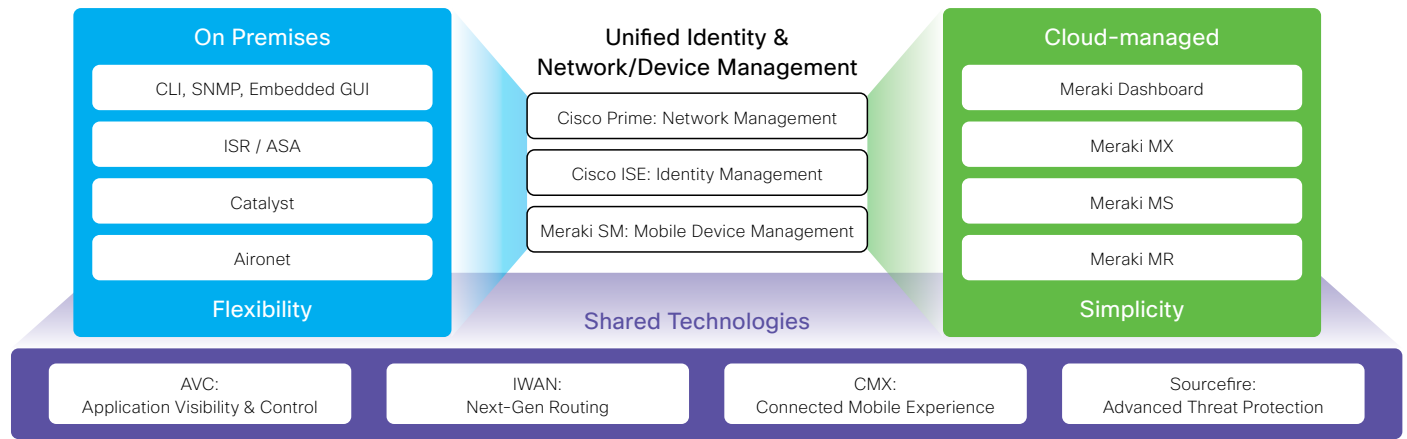 On Premises
CLI, SNMP, Embedded GUI
ISR / ASA
Catalyst
Aironet
Flexibility
Unified Identity &
Network/Device Management
Cisco Prime: Network Management
Cisco ISE: Identity Management
Meraki SM: Mobile Device Management
Cloud-managed
Meraki Dashboard
Meraki MX
Meraki MS
Meraki MR
Simplicity
Shared Technologies
AVC:
Application Visibility & Control
IWAN:
Next-Gen Routing
CMX:
Connected Mobile Experience
Sourcefire:
Advanced Threat Protection